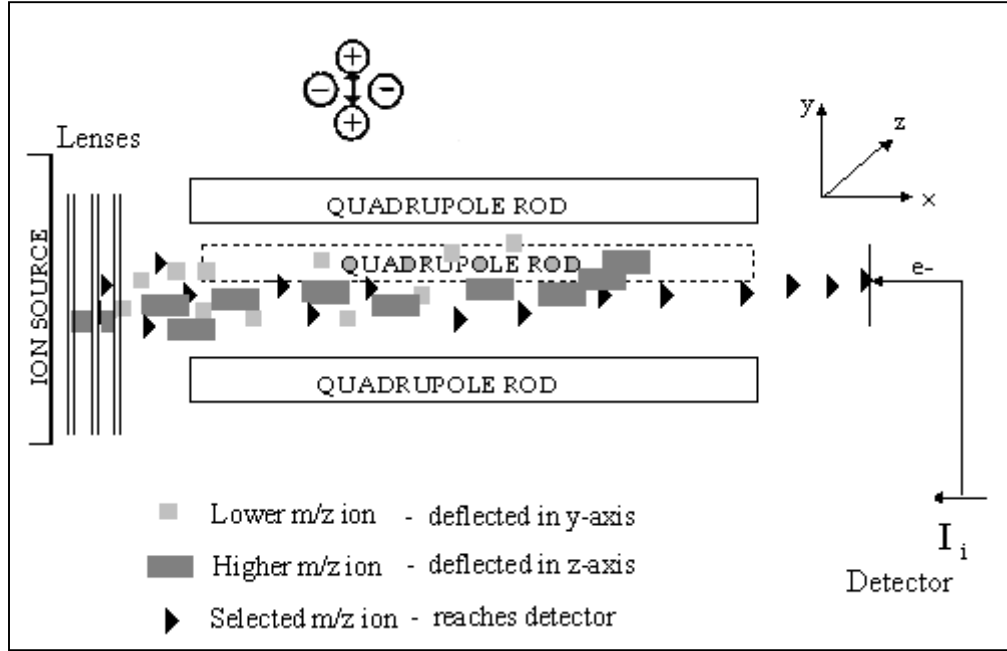 Lenses
ION SOURCE
+
− −
+
y
z
x
QUADRUPOLE ROD
QUADRUPOLE ROD
e-
QUADRUPOLE ROD
Lower m/z ion - deflected in y-axis
Higher m/z ion - deflected in z-axis
Selected m/z ion - reaches detector
I i
Detector